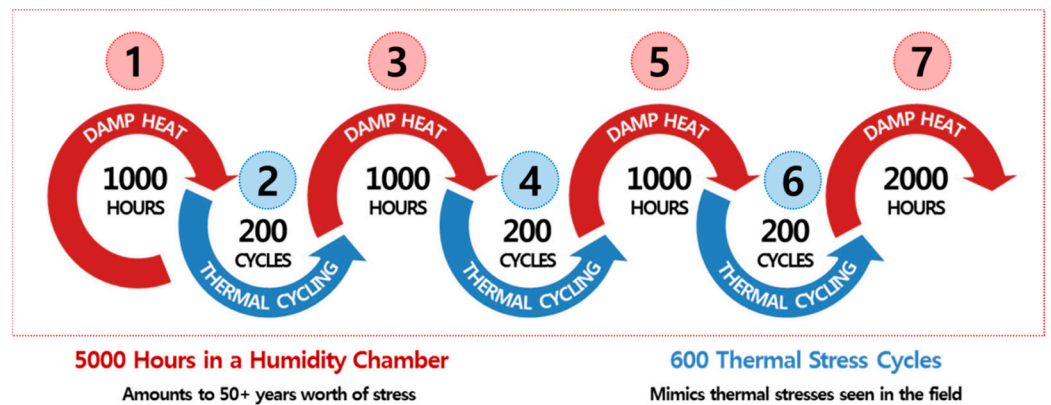 1
3
5
7
DAMP HEAT
DAMP HEAT
DAMP HEAT
DAMP HEAT
1000
HOURS
2
1000
HOURS
4
1000
HOURS
6
2000
HOURS
200
CYCLES
200
CYCLES
200
CYCLES
THERMAL CYCLING
THERMAL CYCLING
THERMAL CYCLING
5000 Hours in a Humidity Chamber
600 Thermal Stress Cycles
Amounts to 50+ years worth of stress
Mimics thermal stresses seen in the field